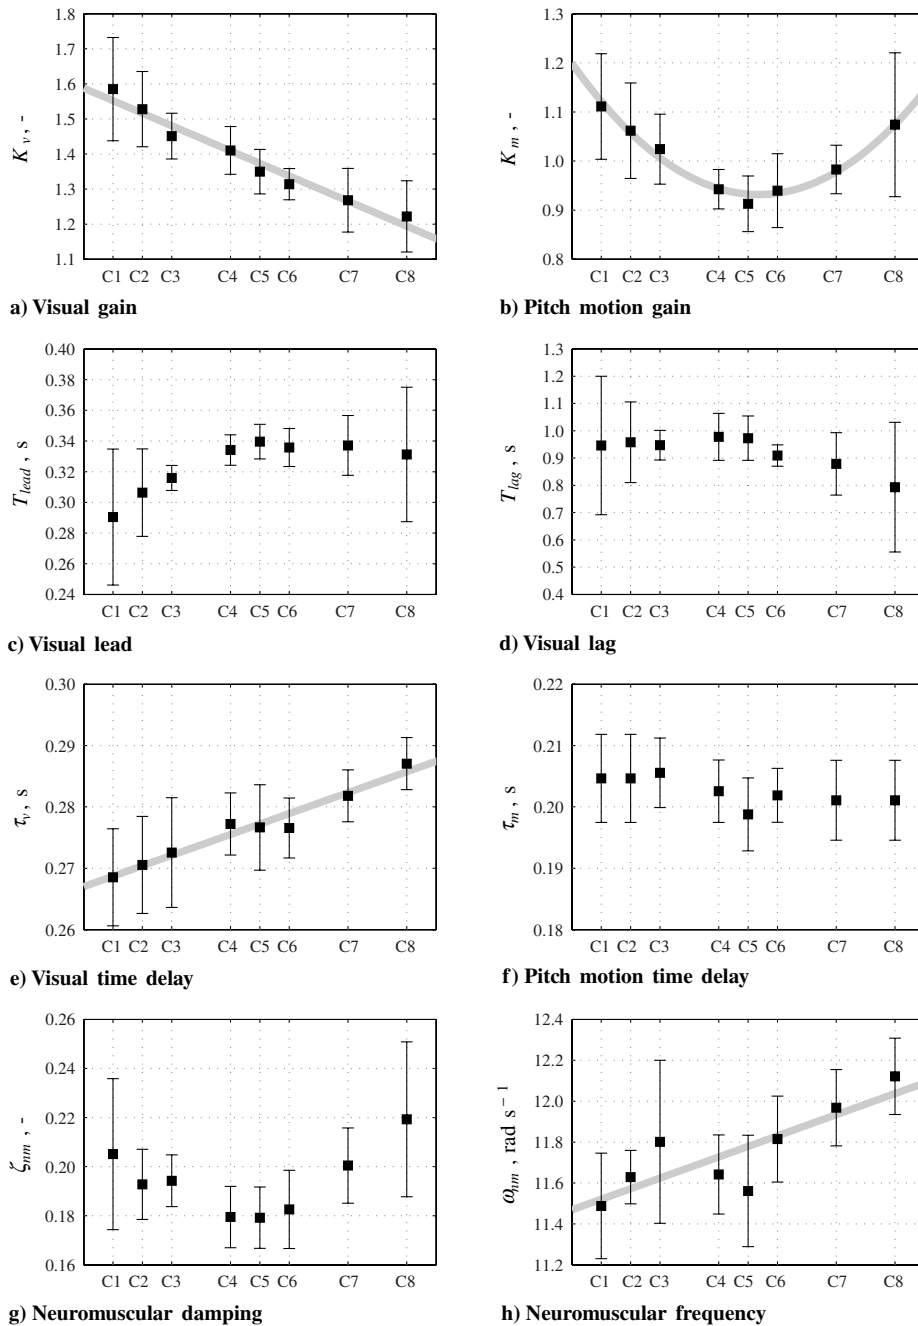 1.8
1.7
1.6
1.5
1.4
1.3
1.2
1.1
K_v , -
C1 C2 C3 C4 C5 C6 C7 C8
a) Visual gain
1.3
1.2
1.1
1.0
0.9
0.8
K_m , -
C1 C2 C3 C4 C5 C6 C7 C8
b) Pitch motion gain
0.40
0.38
0.36
0.34
0.32
0.30
0.28
0.26
0.24
T_lead , s
C1 C2 C3 C4 C5 C6 C7 C8
c) Visual lead
1.3
1.2
1.1
1.0
0.9
0.8
0.7
0.6
0.5
0.4
T_lag , s
C1 C2 C3 C4 C5 C6 C7 C8
d) Visual lag
0.30
0.29
0.28
0.27
0.26
τ_v, s
C1 C2 C3 C4 C5 C6 C7 C8
e) Visual time delay
0.22
0.21
0.20
0.19
0.18
τ_m, s
C1 C2 C3 C4 C5 C6 C7 C8
f) Pitch motion time delay
0.26
0.24
0.22
0.20
0.18
0.16
ζ_nm , -
C1 C2 C3 C4 C5 C6 C7 C8
g) Neuromuscular damping
12.4
12.2
12.0
11.8
11.6
11.4
11.2
ω_nm , rad s⁻¹
C1 C2 C3 C4 C5 C6 C7 C8
h) Neuromuscular frequency